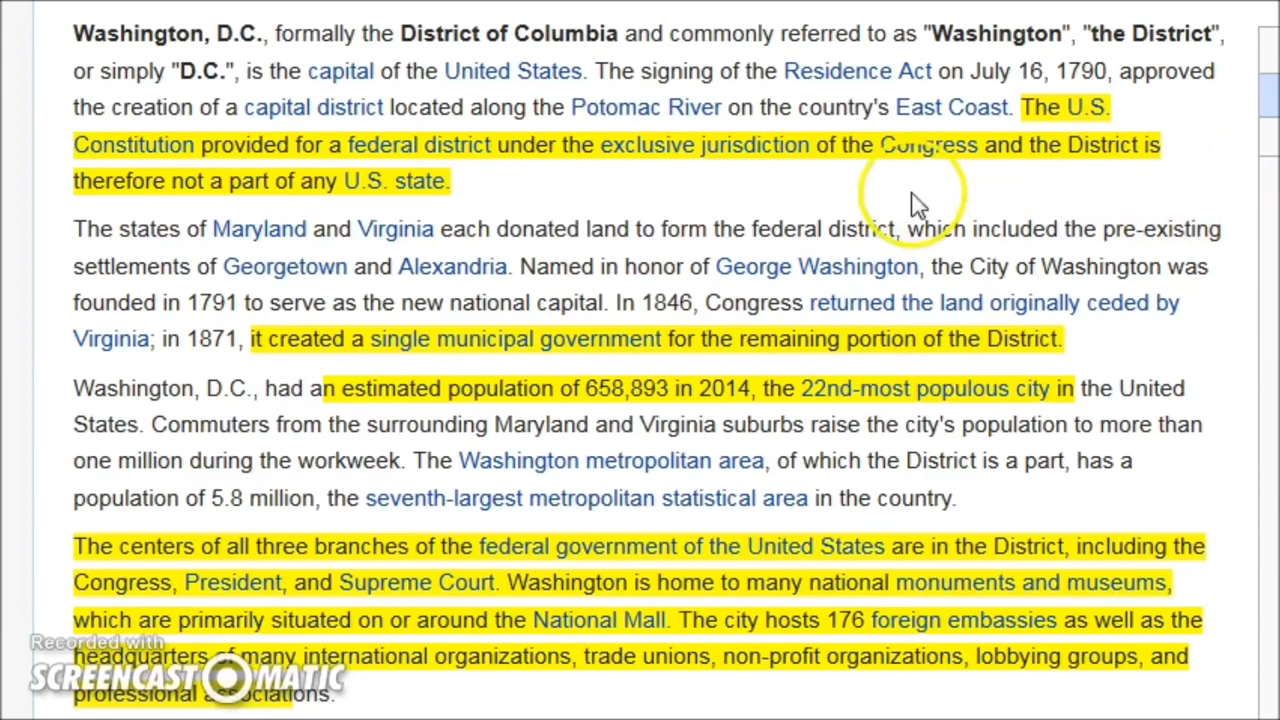 Washington, D.C., formally the District of Columbia and commonly referred to as "Washington", "the District",
or simply "D.C.", is the capital of the United States. The signing of the Residence Act on July 16, 1790, approved
the creation of a capital district located along the Potomac River on the country's East Coast. The U.S.
Constitution provided for a federal district under the exclusive jurisdiction of the Congress and the District is
therefore not a part of any U.S. state.
The states of Maryland and Virginia each donated land to form the federal district, which included the pre-existing
settlements of Georgetown and Alexandria. Named in honor of George Washington, the City of Washington was
founded in 1791 to serve as the new national capital. In 1846, Congress returned the land originally ceded by
Virginia; in 1871, it created a single municipal government for the remaining portion of the District.
Washington, D.C., had an estimated population of 658,893 in 2014, the 22nd-most populous city in the United
States. Commuters from the surrounding Maryland and Virginia suburbs raise the city's population to more than
one million during the workweek. The Washington metropolitan area, of which the District is a part, has a
population of 5.8 million, the seventh-largest metropolitan statistical area in the country.
The centers of all three branches of the federal government of the United States are in the District, including the
Congress, President, and Supreme Court. Washington is home to many national monuments and museums,
which are primarily situated on or around the National Mall. The city hosts 176 foreign embassies as well as the
headquarters of many international organizations, trade unions, non-profit organizations, lobbying groups, and
professional associations.
Recorded with
SCREENCAST-O-MATIC